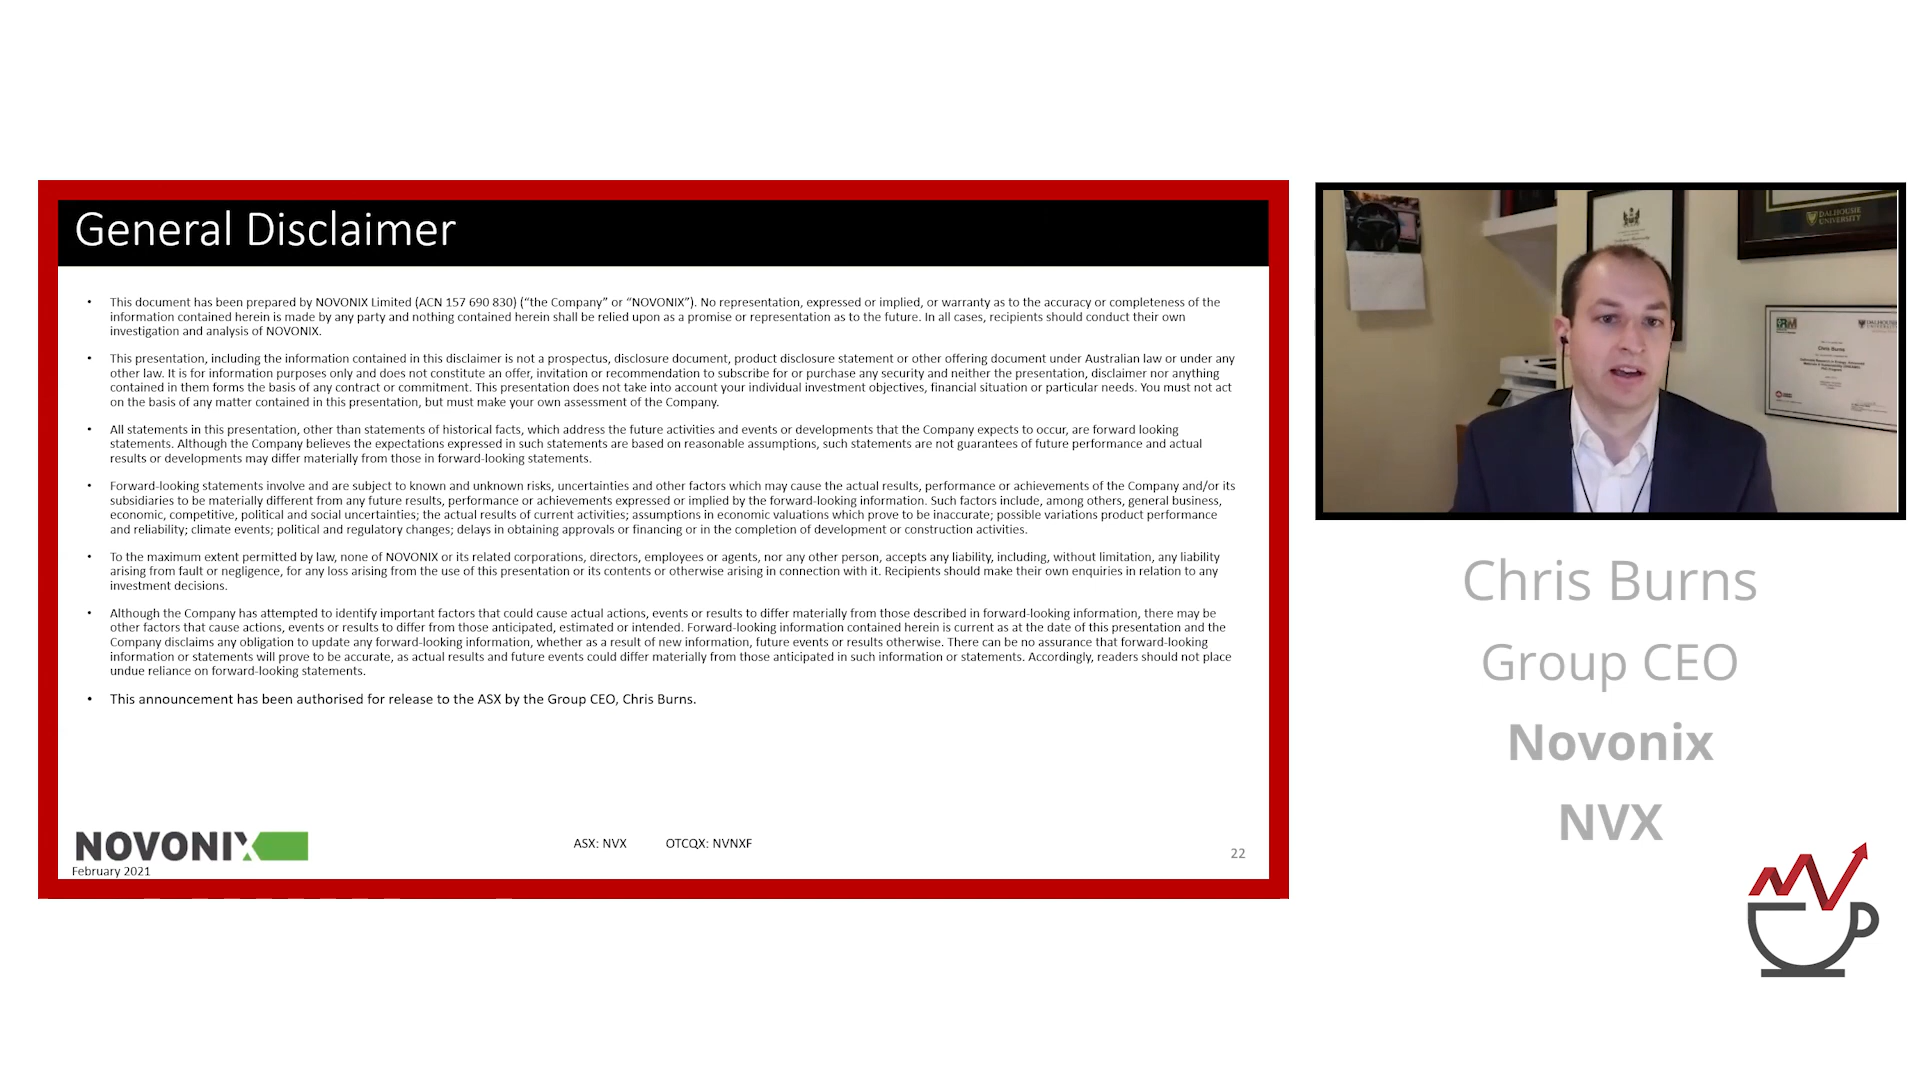 General Disclaimer
• This document has been prepared by NOVONIX Limited (ACN 157 690 830) (“the Company” or “NOVONIX”). No representation, expressed or implied, or warranty as to the accuracy or completeness of the
information contained herein is made by any party and nothing contained herein shall be relied upon as a promise or representation as to the future. In all cases, recipients should conduct their own
investigation and analysis of NOVONIX.
• This presentation, including the information contained in this disclaimer is not a prospectus, disclosure document, product disclosure statement or other offering document under Australian law or under any
other law. It is for information purposes only and does not constitute an offer, invitation or recommendation to subscribe for or purchase any security and neither the presentation, disclaimer nor anything
contained in them forms the basis of any contract or commitment. This presentation does not take into account your individual investment objectives, financial situation or particular needs. You must not act
on the basis of any matter contained in this presentation, but must make your own assessment of the Company.
• All statements in this presentation, other than statements of historical facts, which address the future activities and events or developments that the Company expects to occur, are forward looking
statements. Although the Company believes the expectations expressed in such statements are based on reasonable assumptions, such statements are not guarantees of future performance and actual
results or developments may differ materially from those in forward-looking statements.
• Forward-looking statements involve and are subject to known and unknown risks, uncertainties and other factors which may cause the actual results, performance or achievements of the Company and/or its
subsidiaries to be materially different from any future results, performance or achievements expressed or implied by the forward-looking information. Such factors include, among others, general business,
economic, competitive, political and social uncertainties; the actual results of current activities; assumptions in economic valuations which prove to be inaccurate; possible variations product performance
and reliability; climate events; political and regulatory changes; delays in obtaining approvals or financing or in the completion of development or construction activities.
• To the maximum extent permitted by law, none of NOVONIX or its related corporations, directors, employees or agents, nor any other person, accepts any liability, including, without limitation, any liability
arising from fault or negligence, for any loss arising from the use of this presentation or its contents or otherwise arising in connection with it. Recipients should make their own enquiries in relation to any
investment decisions.
• Although the Company has attempted to identify important factors that could cause actual actions, events or results to differ materially from those described in forward-looking information, there may be
other factors that cause actions, events or results to differ from those anticipated, estimated or intended. Forward-looking information contained herein is current as at the date of this presentation and the
Company disclaims any obligation to update any forward-looking information, whether as a result of new information, future events or results otherwise. There can be no assurance that forward-looking
information or statements will prove to be accurate, as actual results and future events could differ materially from those anticipated in such information or statements. Accordingly, readers should not place
undue reliance on forward-looking statements.
• This announcement has been authorised for release to the ASX by the Group CEO, Chris Burns.
NOVONIX
February 2021
ASX: NVX OTCQX: NVNXF
22
DALHOUSIE
UNIVERSITY
Chris Burns
Chris Burns
Group CEO
Novonix
NVX